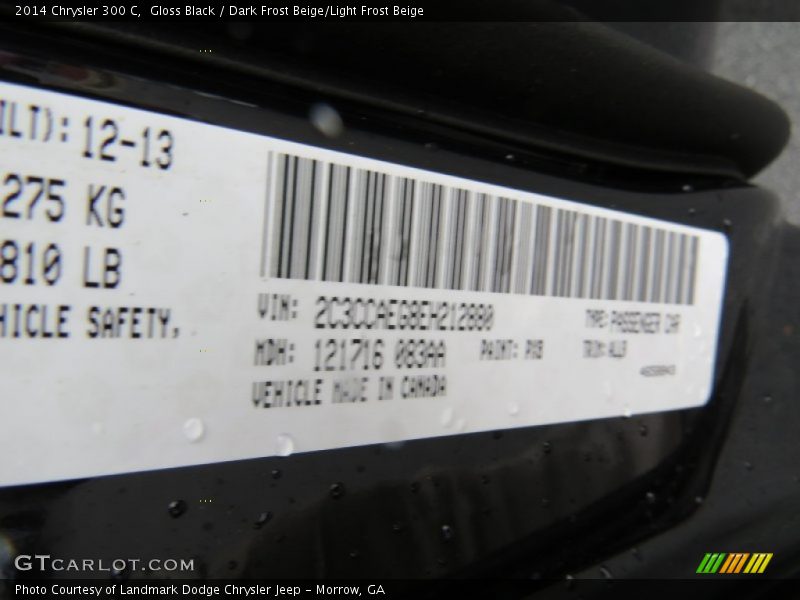 2014 Chrysler 300 C,  Gloss Black / Dark Frost Beige/Light Frost Beige
ILT): 12-13
275 KG
810 LB
HICLE SAFETY,
VIN: 2C3CCAEG8EH212880
TYPE: PASSENGER CAR
MDH: 121716 083AA
PAINT: PX8
TRIM:
VEHICLE MADE IN CANADA
GTCARLOT.COM
Photo Courtesy of Landmark Dodge Chrysler Jeep – Morrow, GA